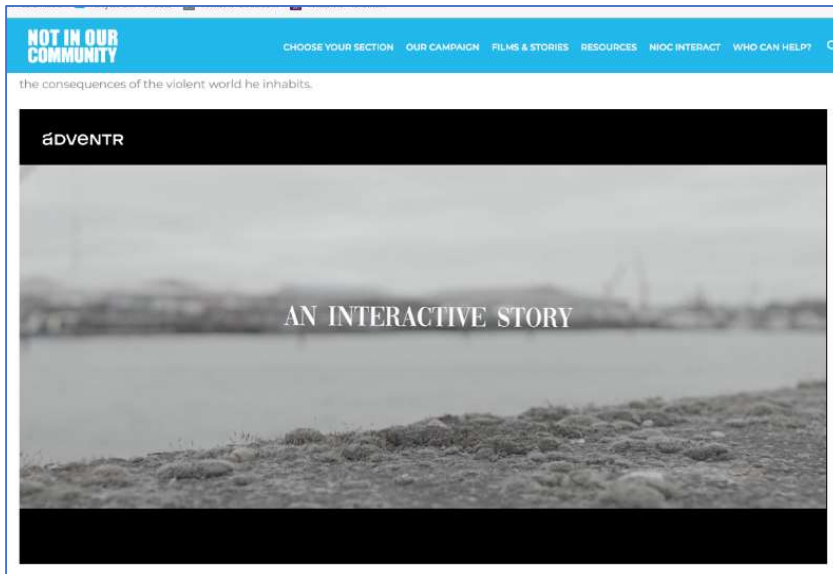 NOT IN OUR
COMMUNITY
CHOOSE YOUR SECTION OUR CAMPAIGN FILMS & STORIES RESOURCES NIOC INTERACT WHO CAN HELP?
the consequences of the violent world he inhabits.
ADVENTR
AN INTERACTIVE STORY